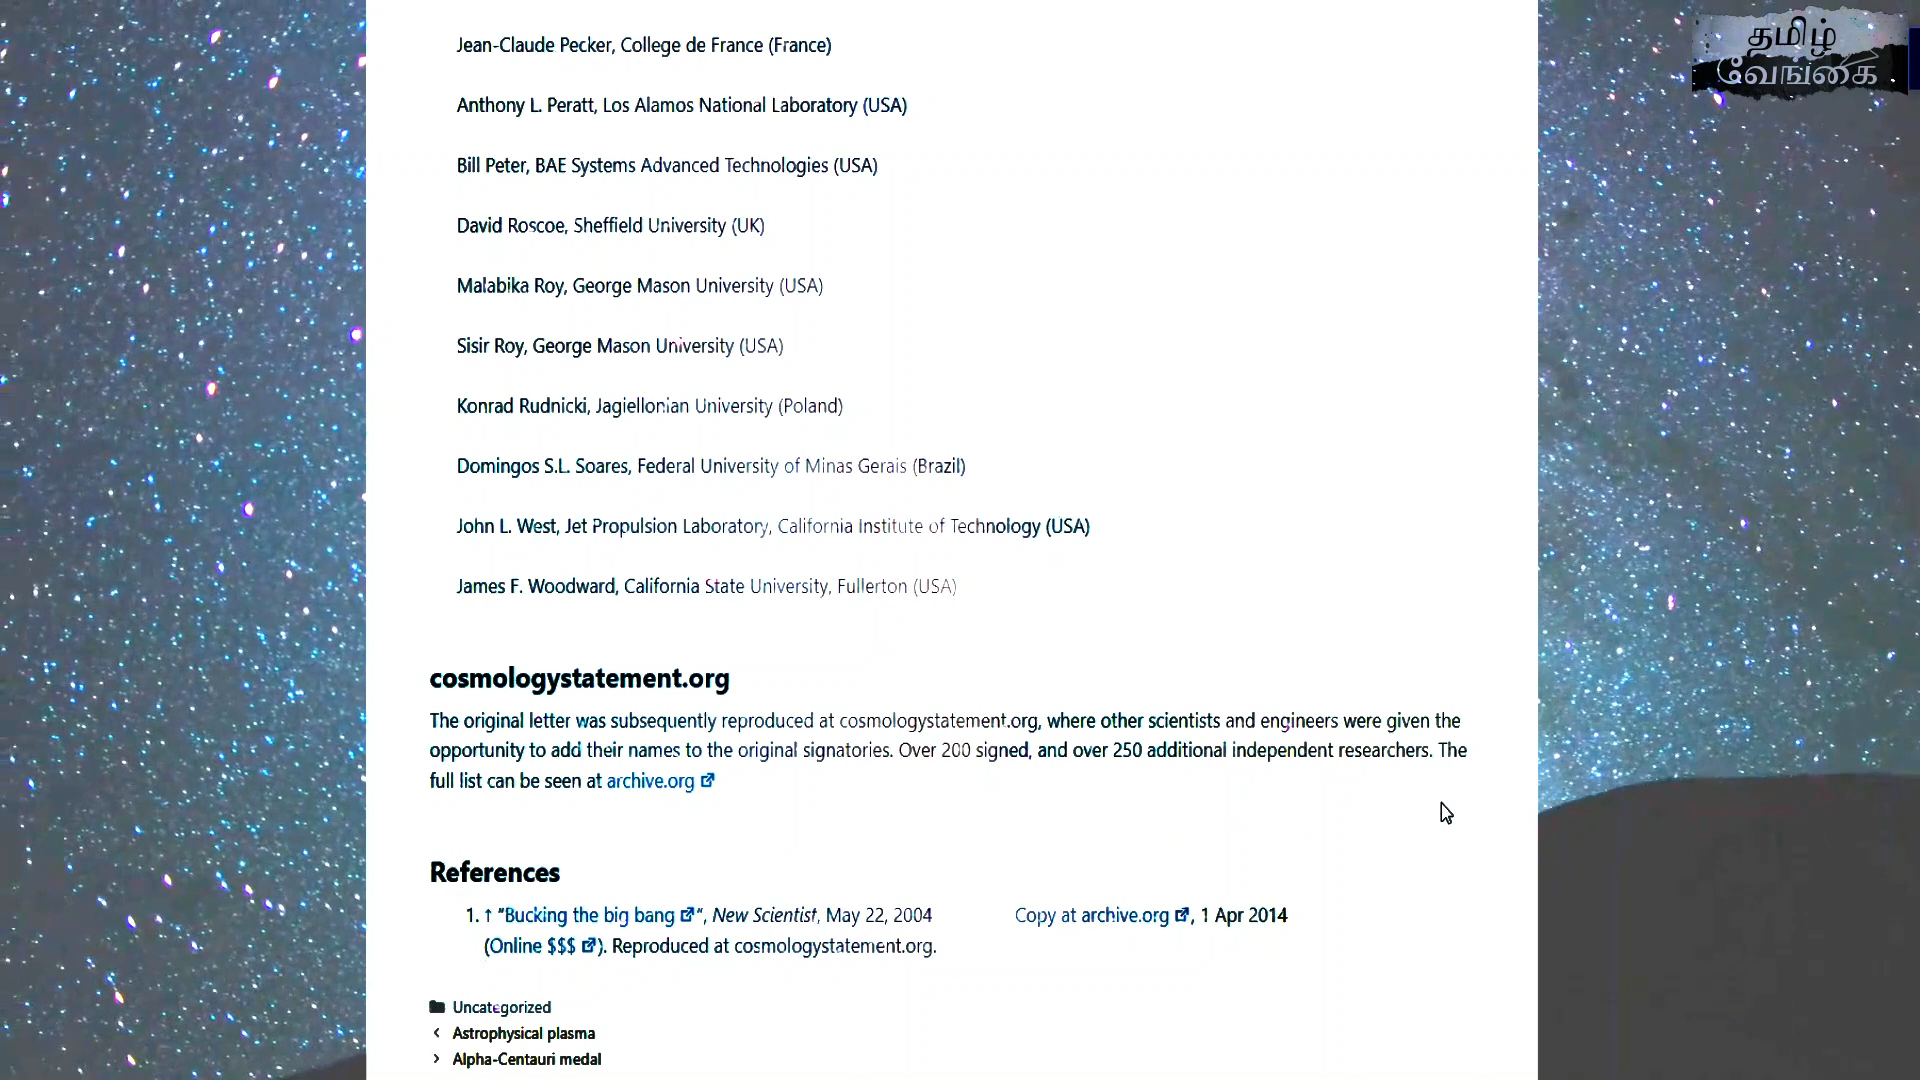 தமிழ்
வேங்கை
Jean-Claude Pecker, College de France (France)
Anthony L. Peratt, Los Alamos National Laboratory (USA)
Bill Peter, BAE Systems Advanced Technologies (USA)
David Roscoe, Sheffield University (UK)
Malabika Roy, George Mason University (USA)
Sisir Roy, George Mason University (USA)
Konrad Rudnicki, Jagiellonian University (Poland)
Domingos S.L. Soares, Federal University of Minas Gerais (Brazil)
John L. West, Jet Propulsion Laboratory, California Institute of Technology (USA)
James F. Woodward, California State University, Fullerton (USA)
cosmologystatement.org
The original letter was subsequently reproduced at cosmologystatement.org, where other scientists and engineers were given the
opportunity to add their names to the original signatories. Over 200 signed, and over 250 additional independent researchers. The
full list can be seen at archive.org
References
1. ↑ "Bucking the big bang", New Scientist, May 22, 2004 Copy at archive.org, 1 Apr 2014
(Online $$$). Reproduced at cosmologystatement.org.
Uncategorized
‹ Astrophysical plasma
› Alpha-Centauri medal